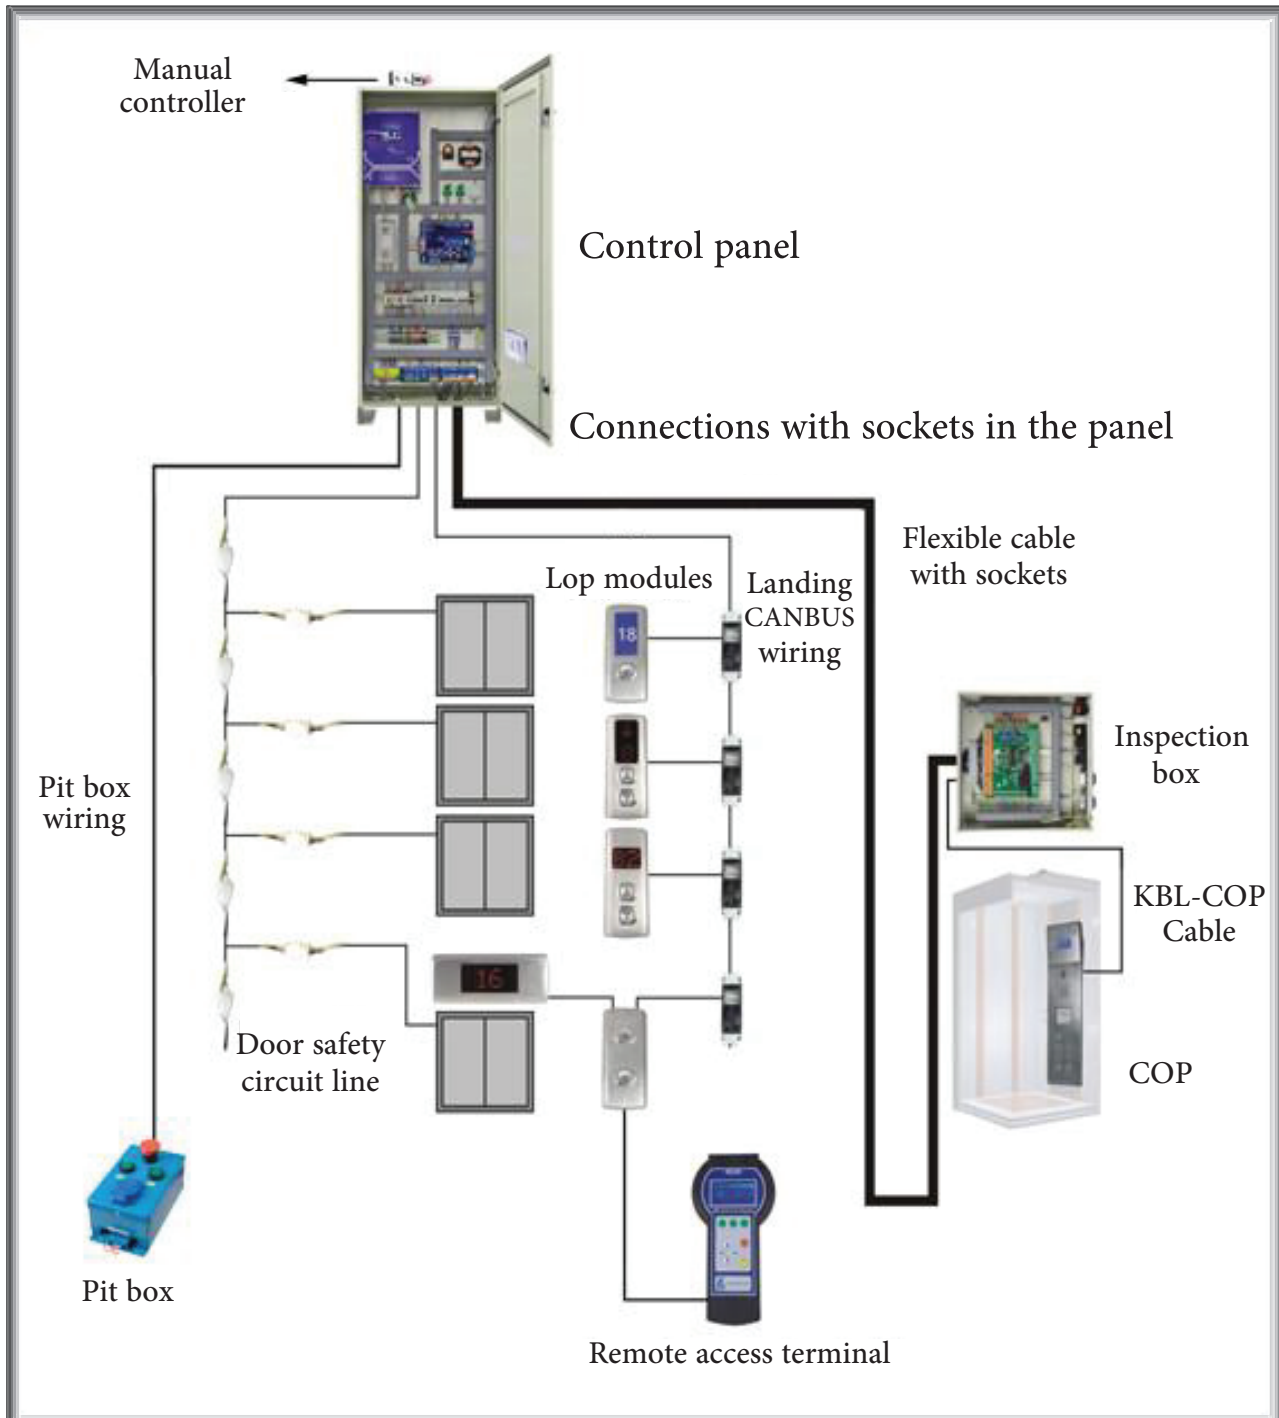 Manual
controller
Control panel
Connections with sockets in the panel
Flexible cable
with sockets
Lop modules
Landing
CANBUS
wiring
18
Inspection
box
Pit box
wiring
KBL-COP
Cable
16
Door safety
circuit line
COP
Pit box
Remote access terminal